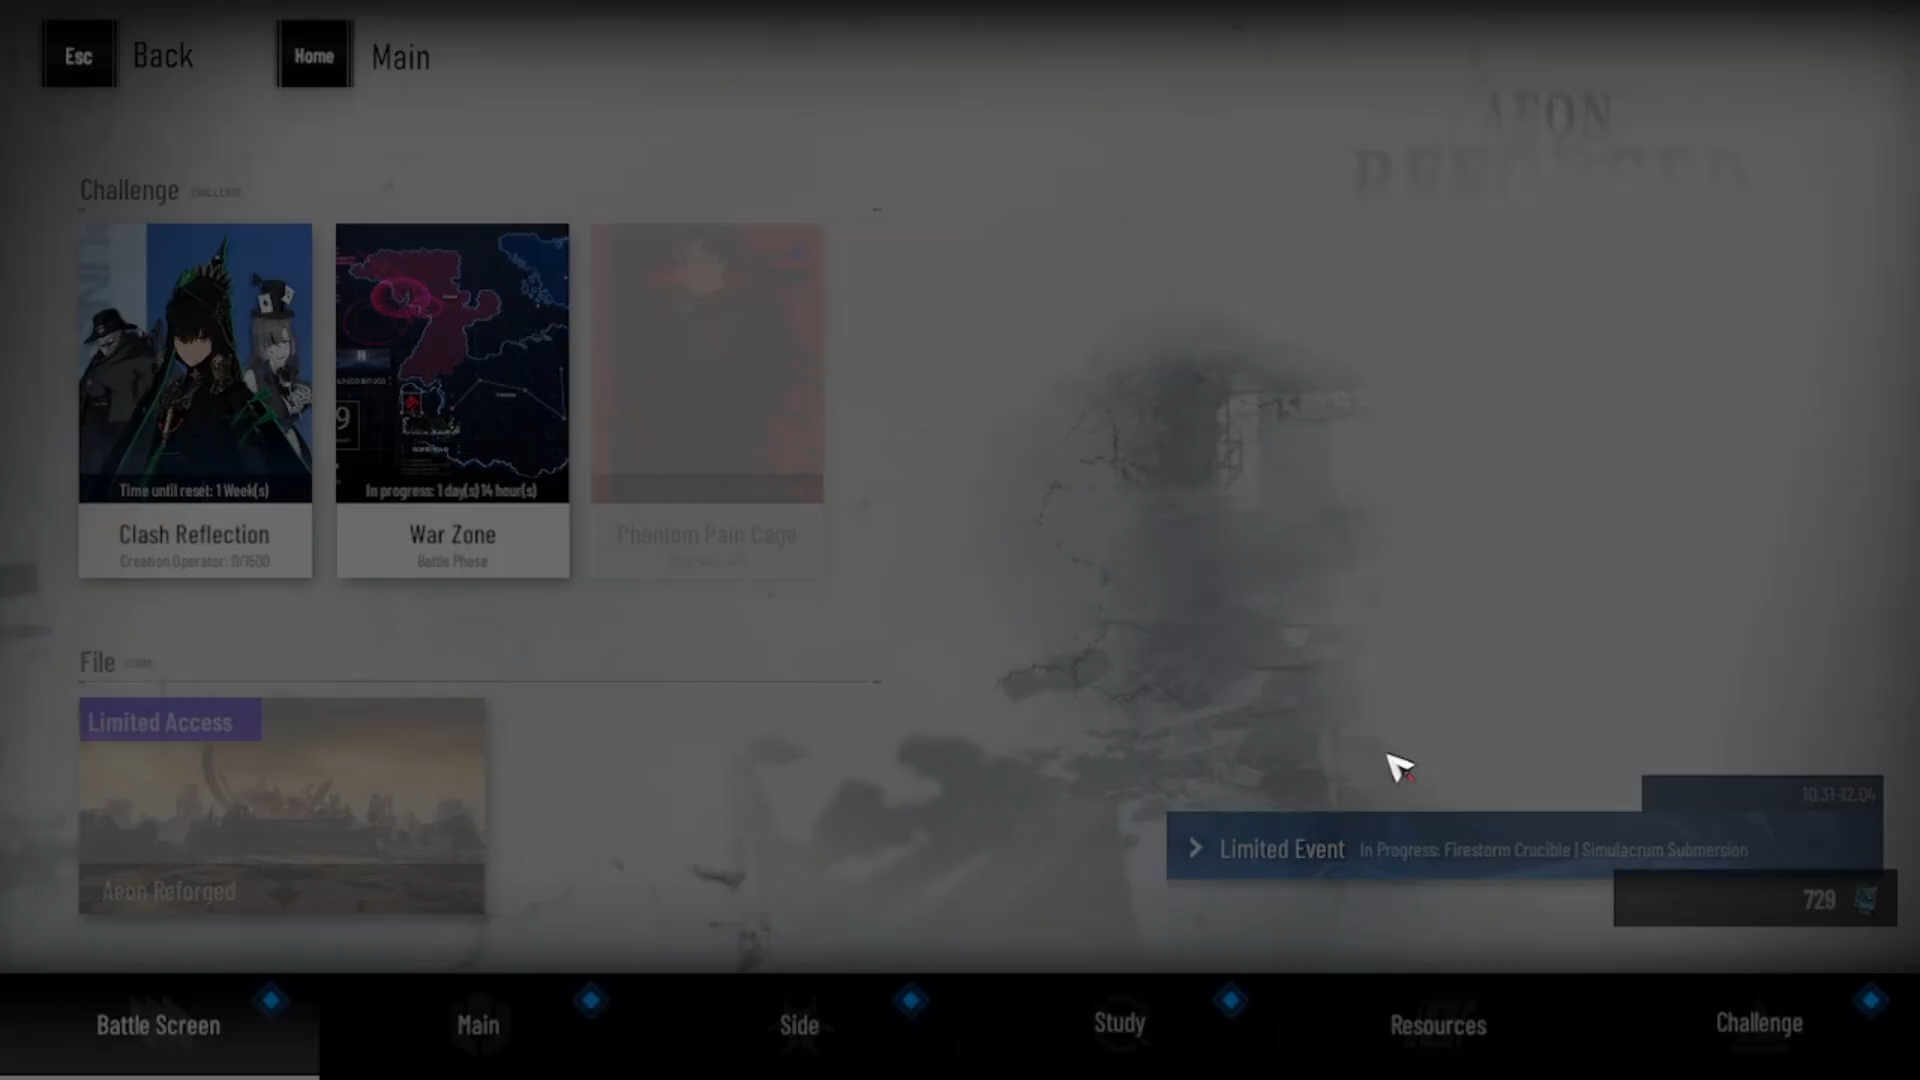 Esc Back Home Main
AEON
Challenge
Time until reset: 1 Week(s)
Clash Reflection
Creation Operator: 0/1500
In progress: 1 day(s) 14 hour(s)
War Zone
Battle Phase
Phantom Pain Cage
File
Limited Access
Aeon Reforged
10.31-12.04
Limited Event In Progress: Firestorm Crucible | Simulacrum Submersion
729
Battle Screen
Main
Side
Study
Resources
Challenge